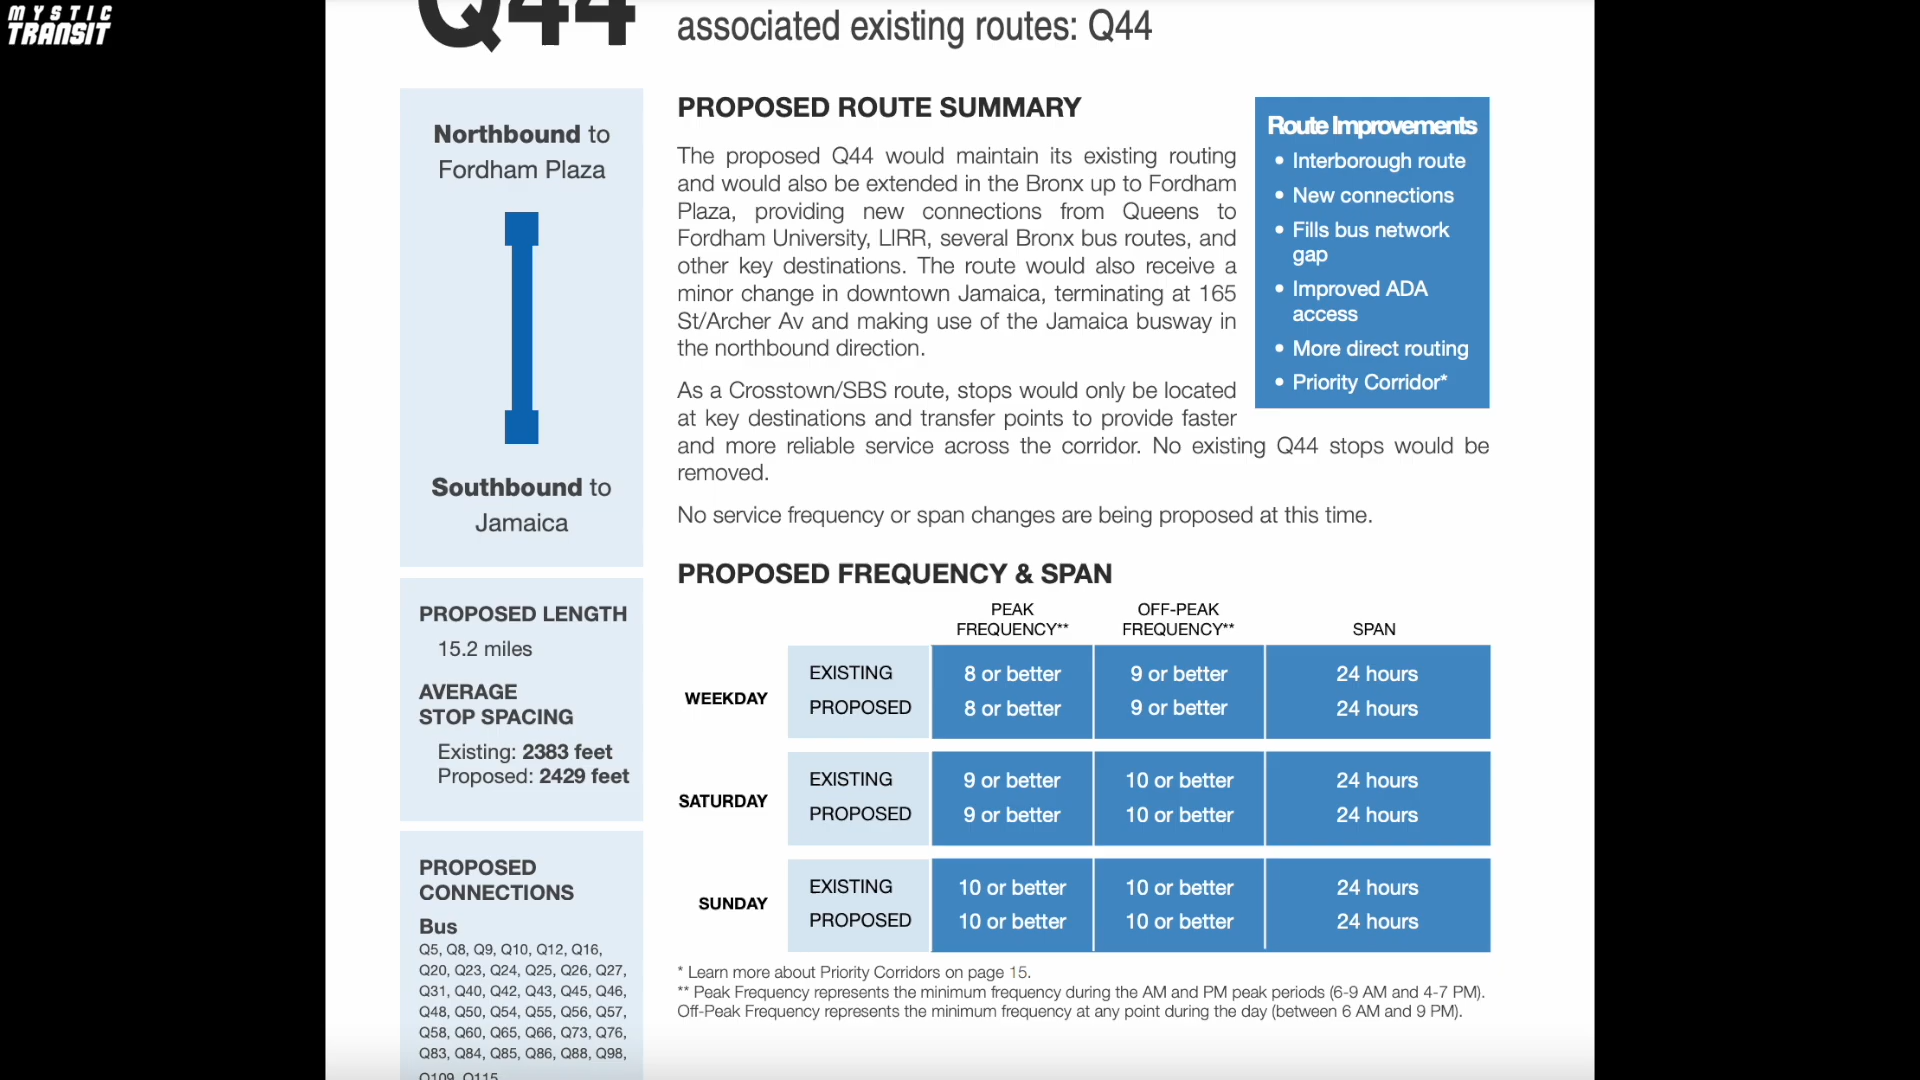 MYSTIC
TRANSIT
Q44
associated existing routes: Q44
Northbound to
Fordham Plaza
Southbound to
Jamaica
PROPOSED LENGTH
15.2 miles
AVERAGE
STOP SPACING
Existing: 2383 feet
Proposed: 2429 feet
PROPOSED
CONNECTIONS
Bus
Q5, Q8, Q9, Q10, Q12, Q16,
Q20, Q23, Q24, Q25, Q26, Q27,
Q31, Q40, Q42, Q43, Q45, Q46,
Q48, Q50, Q54, Q55, Q56, Q57,
Q58, Q60, Q65, Q66, Q73, Q76,
Q83, Q84, Q85, Q86, Q88, Q98,
Q109, Q115
PROPOSED ROUTE SUMMARY
The proposed Q44 would maintain its existing routing
and would also be extended in the Bronx up to Fordham
Plaza, providing new connections from Queens to
Fordham University, LIRR, several Bronx bus routes, and
other key destinations. The route would also receive a
minor change in downtown Jamaica, terminating at 165
St/Archer Av and making use of the Jamaica busway in
the northbound direction.
As a Crosstown/SBS route, stops would only be located
at key destinations and transfer points to provide faster
and more reliable service across the corridor. No existing Q44 stops would be
removed.
No service frequency or span changes are being proposed at this time.
Route Improvements
• Interborough route
• New connections
• Fills bus network
gap
• Improved ADA
access
• More direct routing
• Priority Corridor*
PROPOSED FREQUENCY & SPAN
PEAK
FREQUENCY**
OFF-PEAK
FREQUENCY**
SPAN
WEEKDAY
EXISTING 8 or better 9 or better 24 hours
PROPOSED 8 or better 9 or better 24 hours
SATURDAY
EXISTING 9 or better 10 or better 24 hours
PROPOSED 9 or better 10 or better 24 hours
SUNDAY
EXISTING 10 or better 10 or better 24 hours
PROPOSED 10 or better 10 or better 24 hours
* Learn more about Priority Corridors on page 15.
** Peak Frequency represents the minimum frequency during the AM and PM peak periods (6-9 AM and 4-7 PM).
Off-Peak Frequency represents the minimum frequency at any point during the day (between 6 AM and 9 PM).